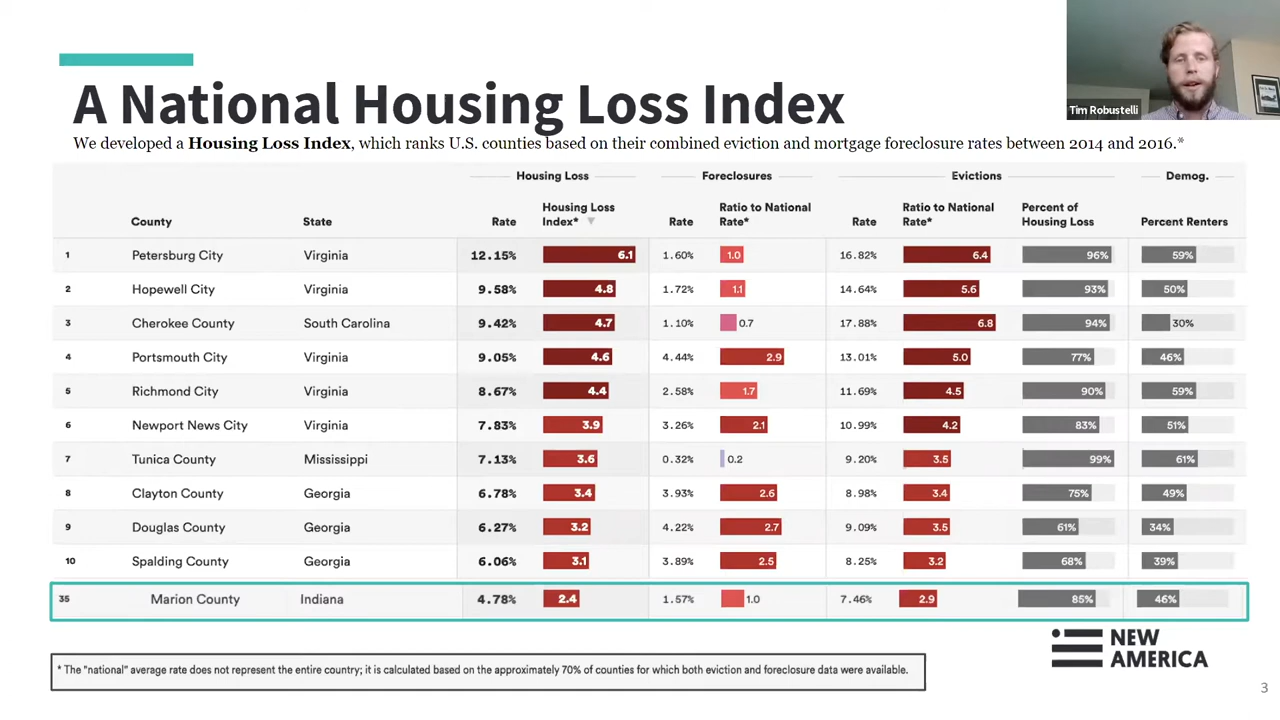 Tim Robustelli
A National Housing Loss Index
We developed a Housing Loss Index, which ranks U.S. counties based on their combined eviction and mortgage foreclosure rates between 2014 and 2016.*
Housing Loss Foreclosures Evictions Demog.
County State Rate Housing Loss Index* ▼ Rate Ratio to National Rate* Rate Ratio to National Rate* Percent of Housing Loss Percent Renters
1 Petersburg City Virginia 12.15% 6.1 1.60% 1.0 16.82% 6.4 96% 59%
2 Hopewell City Virginia 9.58% 4.8 1.72% 1.1 14.64% 5.6 93% 50%
3 Cherokee County South Carolina 9.42% 4.7 1.10% 0.7 17.88% 6.8 94% 30%
4 Portsmouth City Virginia 9.05% 4.6 4.44% 2.9 13.01% 5.0 77% 46%
5 Richmond City Virginia 8.67% 4.4 2.58% 1.7 11.69% 4.5 90% 59%
6 Newport News City Virginia 7.83% 3.9 3.26% 2.1 10.99% 4.2 83% 51%
7 Tunica County Mississippi 7.13% 3.6 0.32% 0.2 9.20% 3.5 99% 61%
8 Clayton County Georgia 6.78% 3.4 3.93% 2.6 8.98% 3.4 75% 49%
9 Douglas County Georgia 6.27% 3.2 4.22% 2.7 9.09% 3.5 61% 34%
10 Spalding County Georgia 6.06% 3.1 3.89% 2.5 8.25% 3.2 68% 39%
35 Marion County Indiana 4.78% 2.4 1.57% 1.0 7.46% 2.9 85% 46%
NEW
AMERICA
* The "national" average rate does not represent the entire country; it is calculated based on the approximately 70% of counties for which both eviction and foreclosure data were available.
3